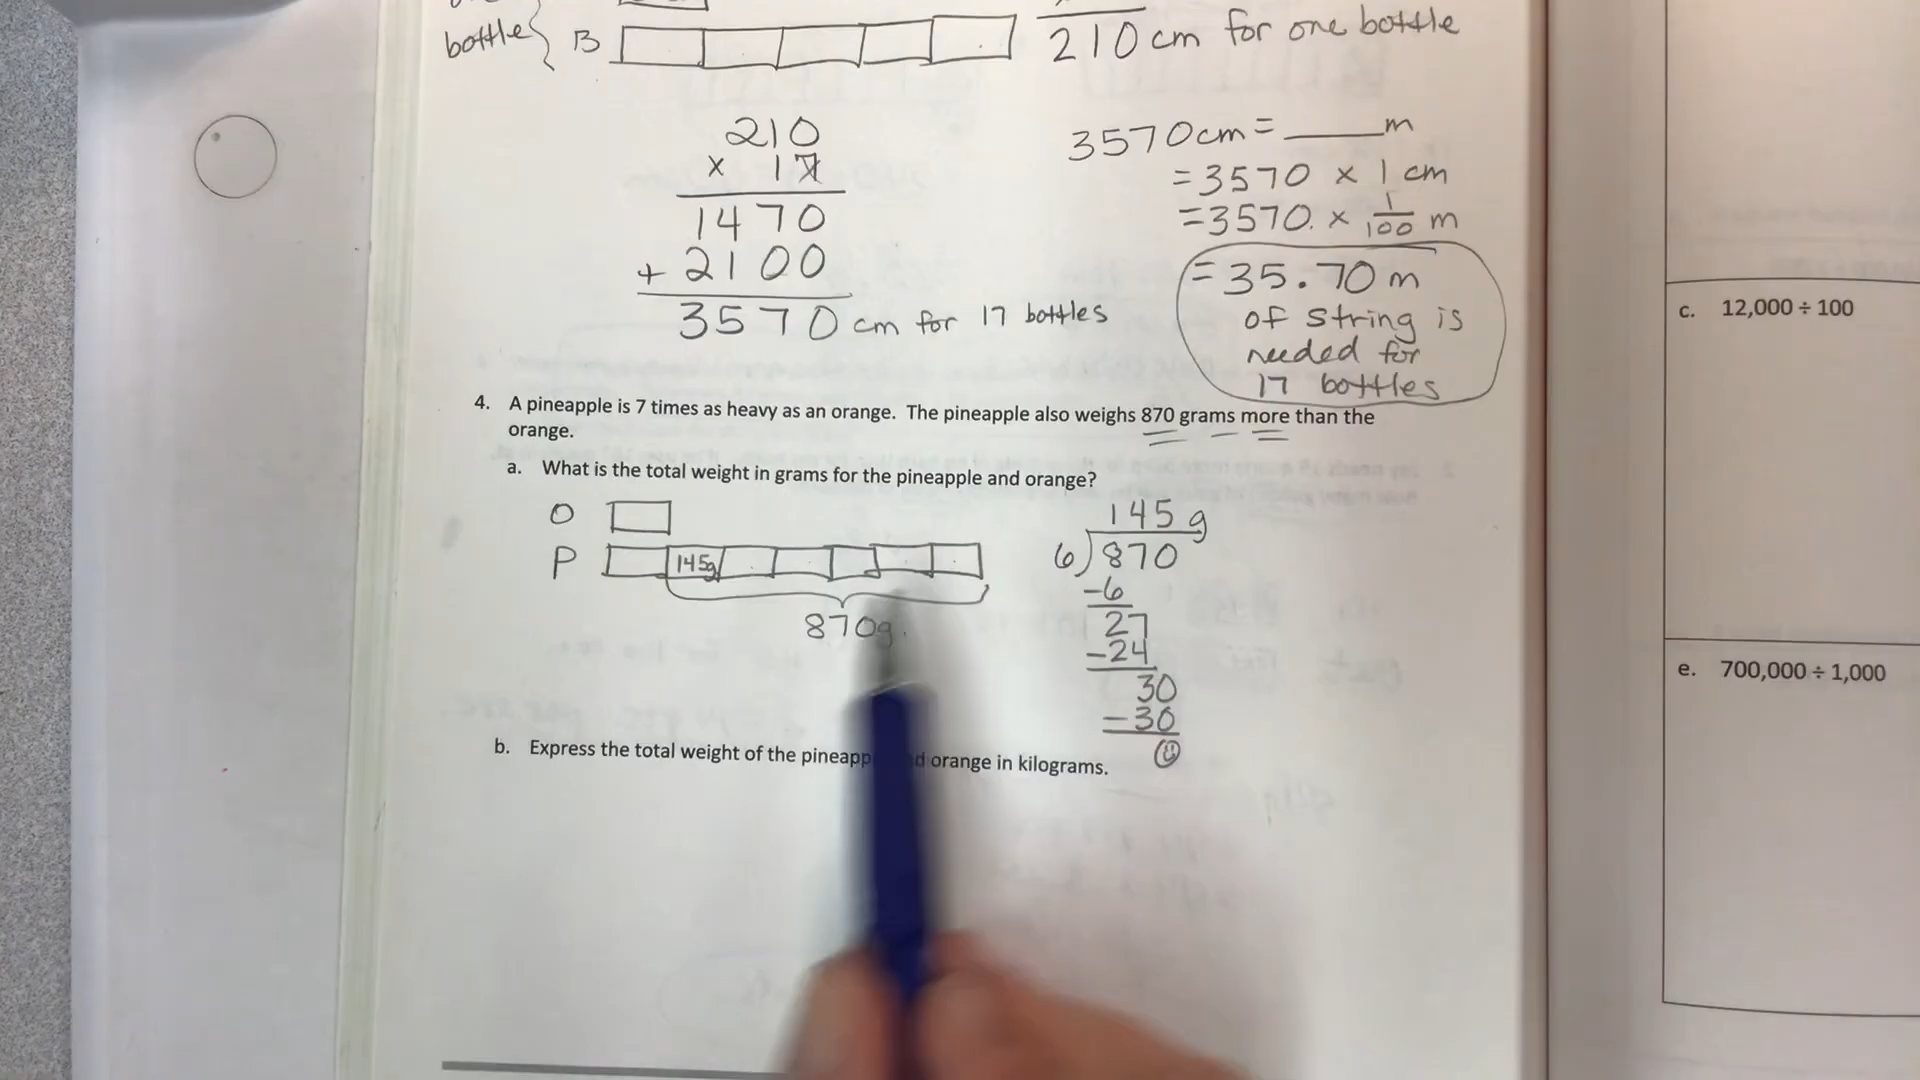 bottle B
210 cm for one bottle
210
x 17
1470
+ 2100
3570 cm for 17 bottles
3570 cm = ____ m
= 3570 x 1 cm
= 3570. x 1/100 m
= 35.70 m
of string is
needed for
17 bottles
4. A pineapple is 7 times as heavy as an orange. The pineapple also weighs 870 grams more than the
orange.
a. What is the total weight in grams for the pineapple and orange?
O
P 145g
870g.
145 g
6)870
-6
27
-24
30
-30
0
b. Express the total weight of the pineapp d orange in kilograms.
c. 12,000 ÷ 100
e. 700,000 ÷ 1,000